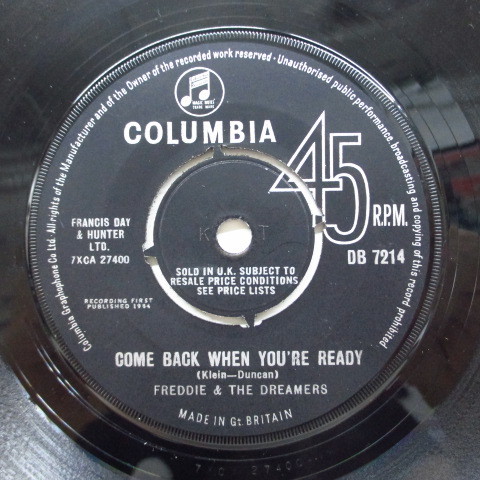 Columbia Graphophone Co Ltd. All rights of the Manufacturer and of the Owner of the recorded work reserved · Unauthorised public performance, broadcasting and copying of this record prohibited
COLUMBIA
45
R.P.M.
DB 7214
FRANCIS DAY
& HUNTER
LTD.
7XCA 27400
SOLD IN U.K. SUBJECT TO
RESALE PRICE CONDITIONS
SEE PRICE LISTS
RECORDING FIRST
PUBLISHED 1964
COME BACK WHEN YOU'RE READY
(Klein—Duncan)
FREDDIE & THE DREAMERS
MADE IN Gt. BRITAIN